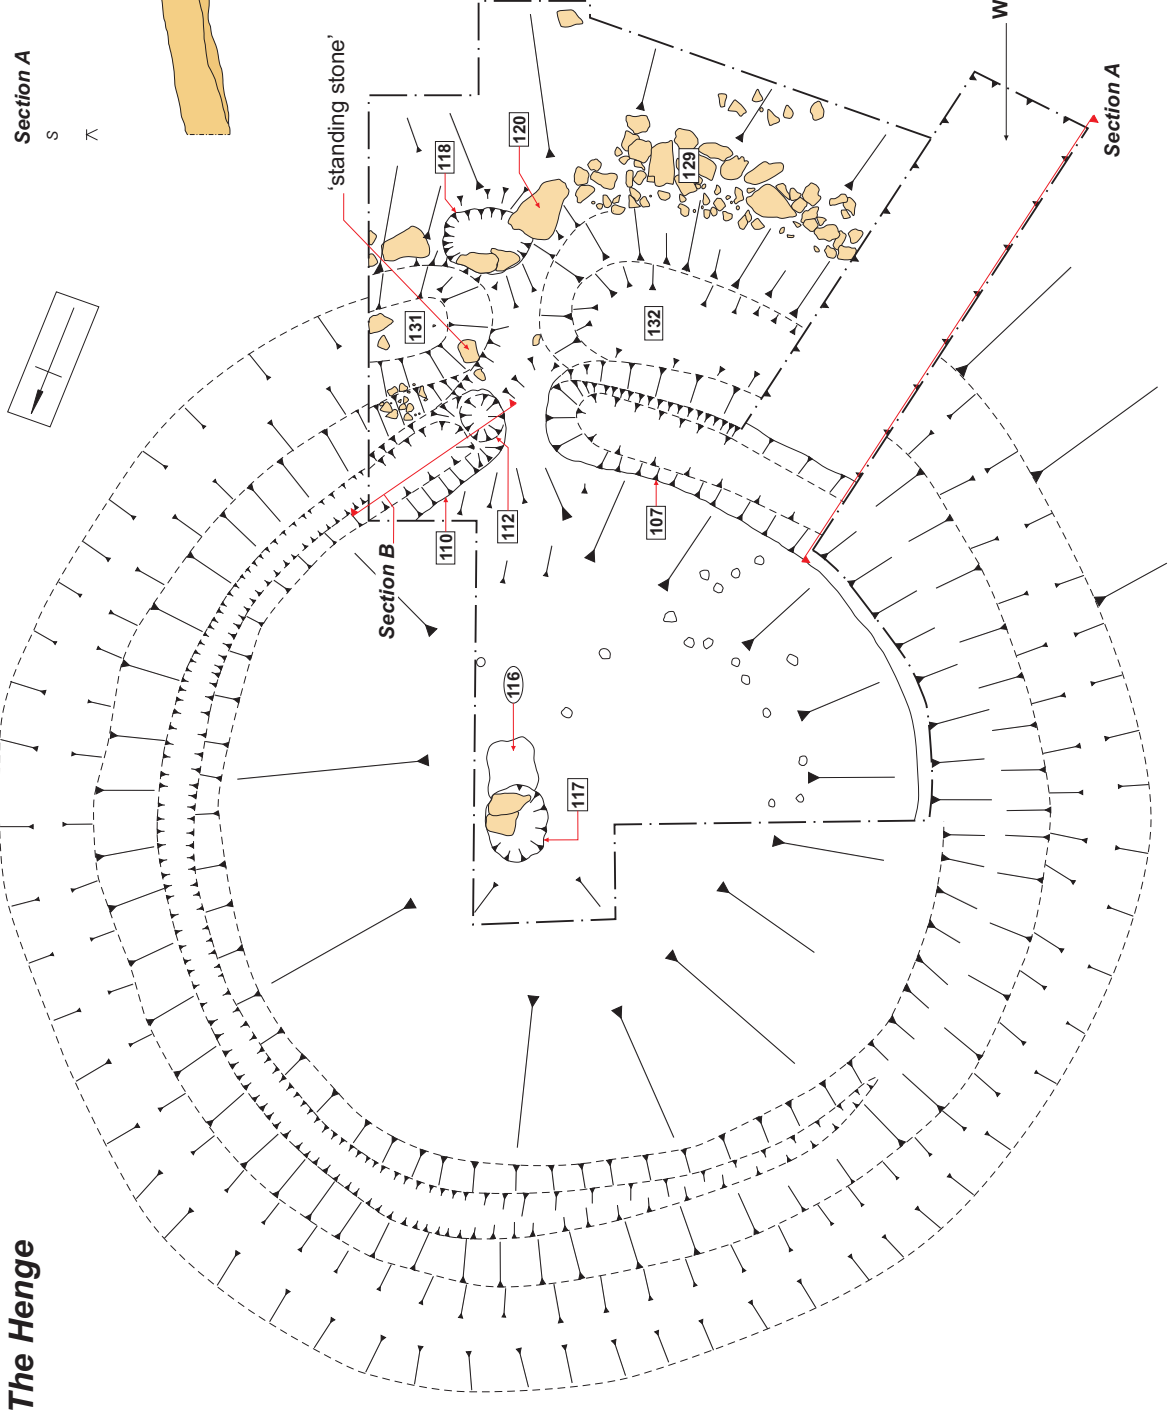 The Henge
Section A
S
'standing stone'
118
120
129
131
132
112
110
107
Section B
116
117
W
Section A